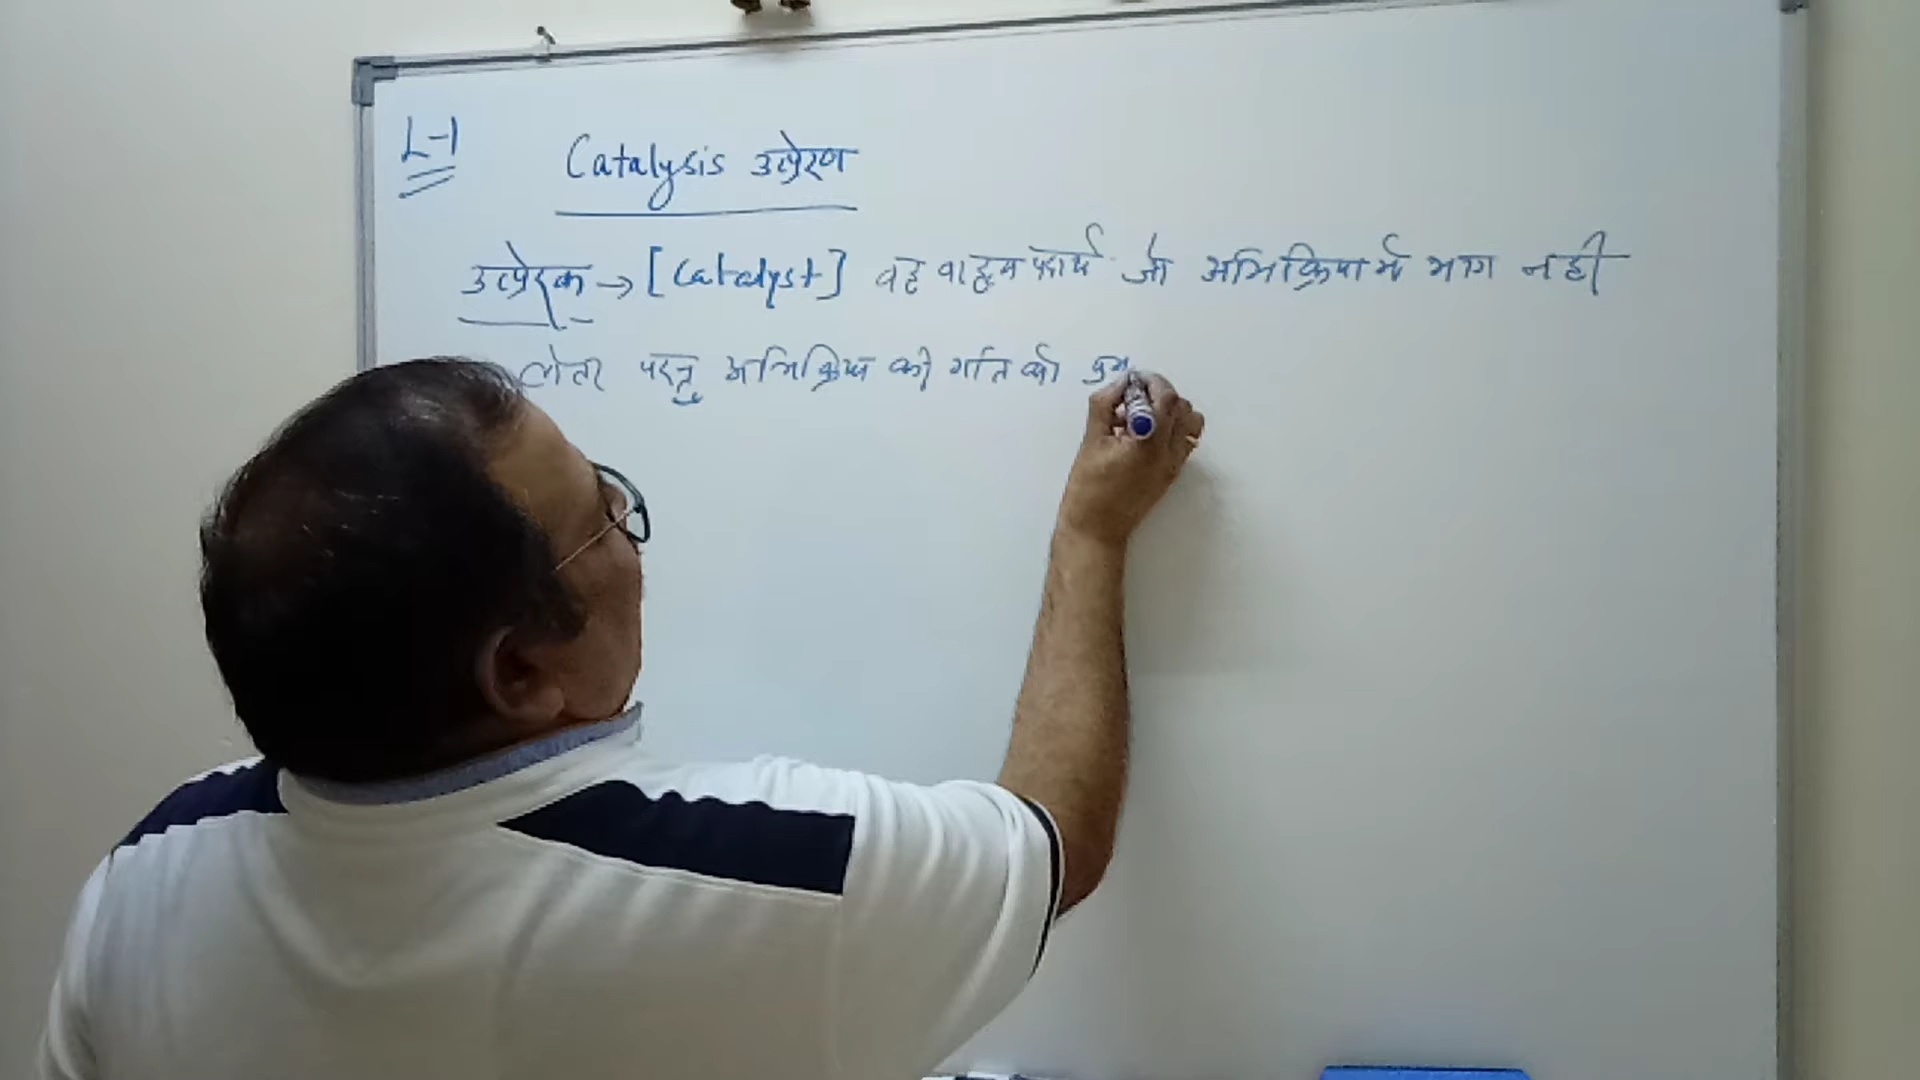 L-1
Catalysis उत्प्रेरण
उत्प्रेरक → [Catalyst] वह बाह्य पदार्थ जो अभिक्रिया में भाग नहीं
लेता परन्तु अभिक्रिया की गति को